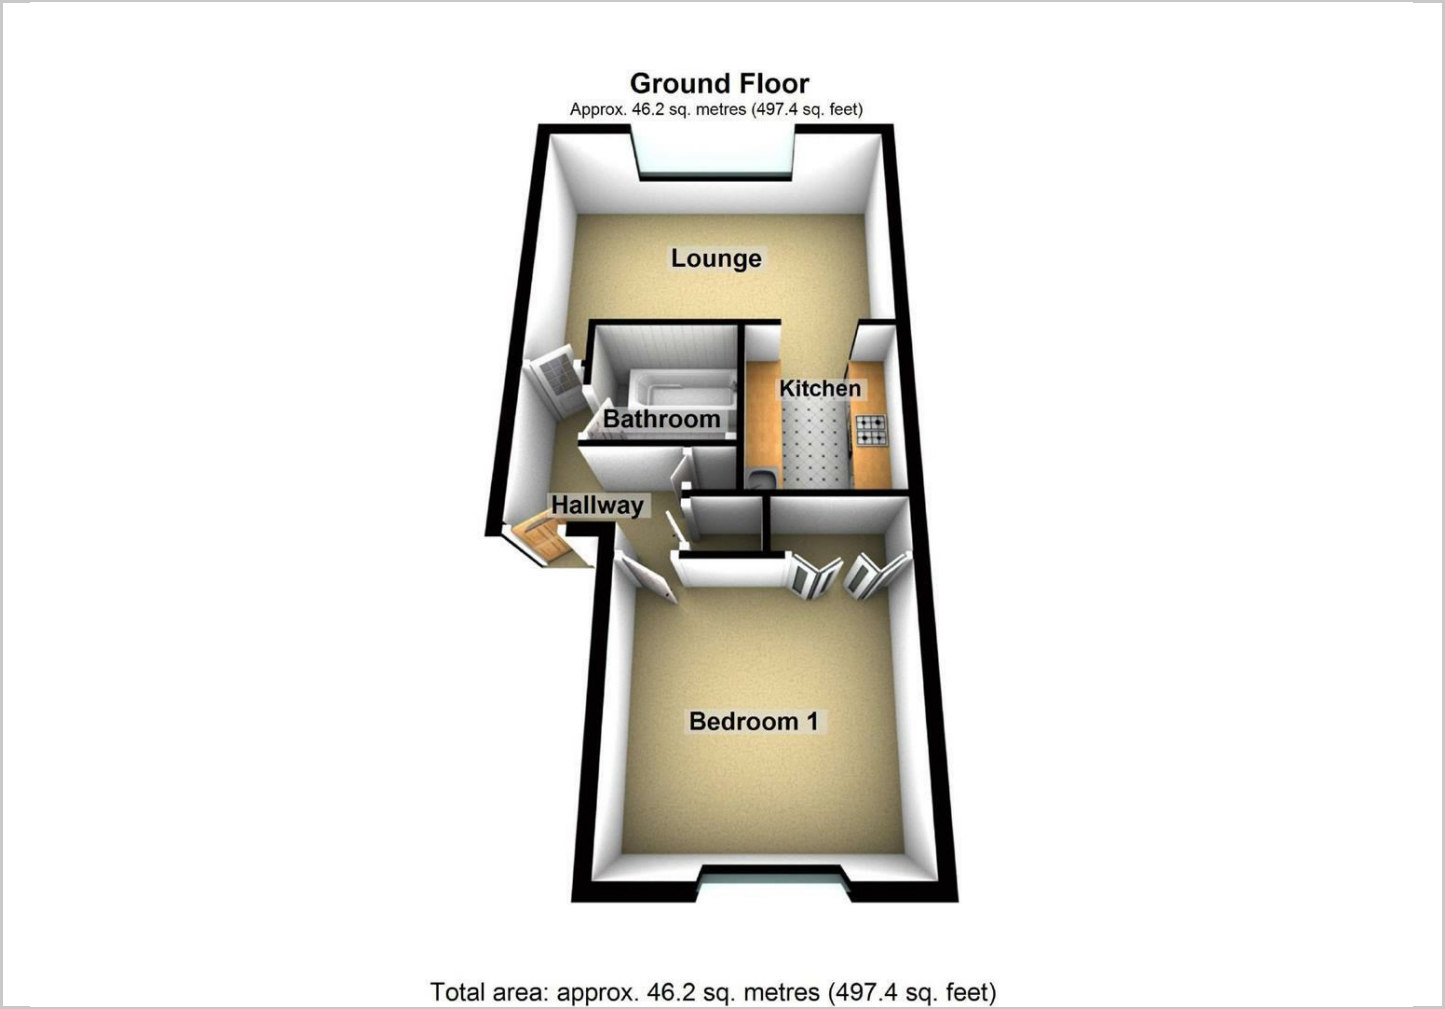 Ground Floor
Approx. 46.2 sq. metres (497.4 sq. feet)
Lounge
Kitchen
Bathroom
Hallway
Bedroom 1
Total area: approx. 46.2 sq. metres (497.4 sq. feet)